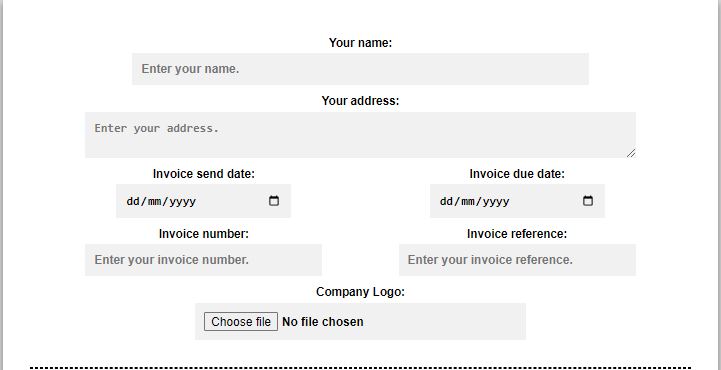 Your name:
Enter your name.
Your address:
Enter your address.
Invoice send date: Invoice due date:
dd/mm/yyyy dd/mm/yyyy
Invoice number: Invoice reference:
Enter your invoice number. Enter your invoice reference.
Company Logo:
Choose file No file chosen